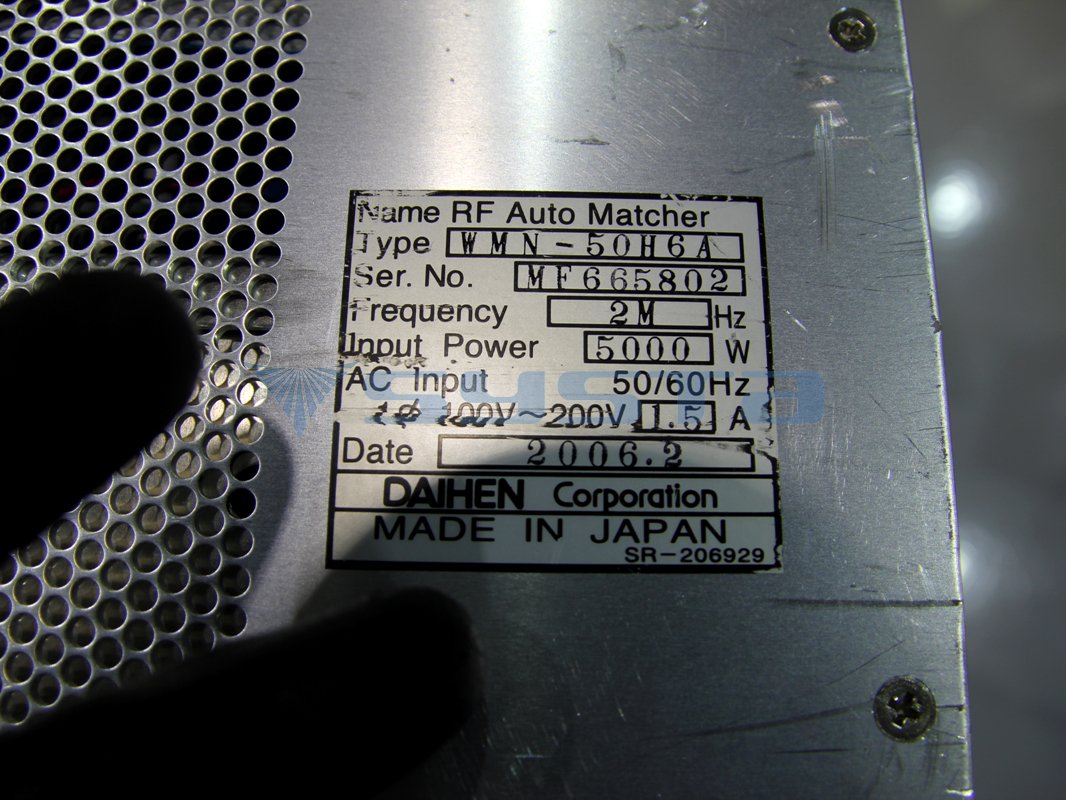 Name RF Auto Matcher
Type WMN-50H6A
Ser. No. MF665802
Frequency 2M Hz
Input Power 5000 W
AC Input 50/60Hz
1ϕ 100V~200V 1.5 A
Date 2006.2
DAIHEN Corporation
MADE IN JAPAN
SR-206929
susta